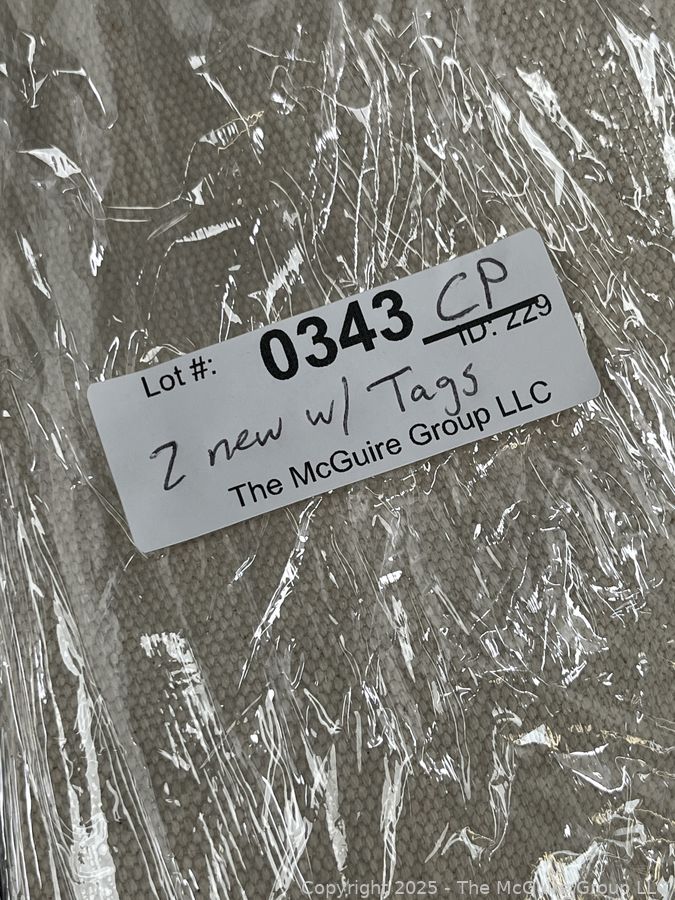 Lot #: 0343 CP
ID: 229
2 new w/ Tags
The McGuire Group LLC
Copyright 2025 - The McGuire Group LLC